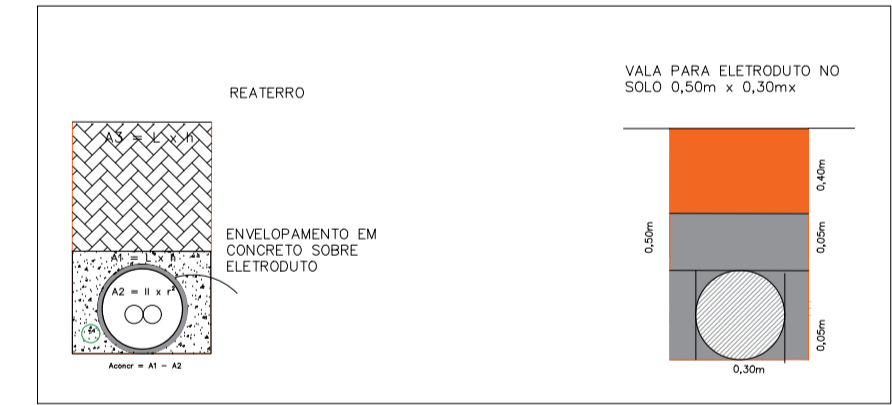 REATERRO
A3 = L x h
ENVELOPAMENTO EM
CONCRETO SOBRE
ELETRODUTO
A1 = L x h
A2 = II x r²
Aconcr = A1 - A2
VALA PARA ELETRODUTO NO
SOLO 0,50m x 0,30mx
0,50m
0,40m
0,05m
0,05m
0,30m